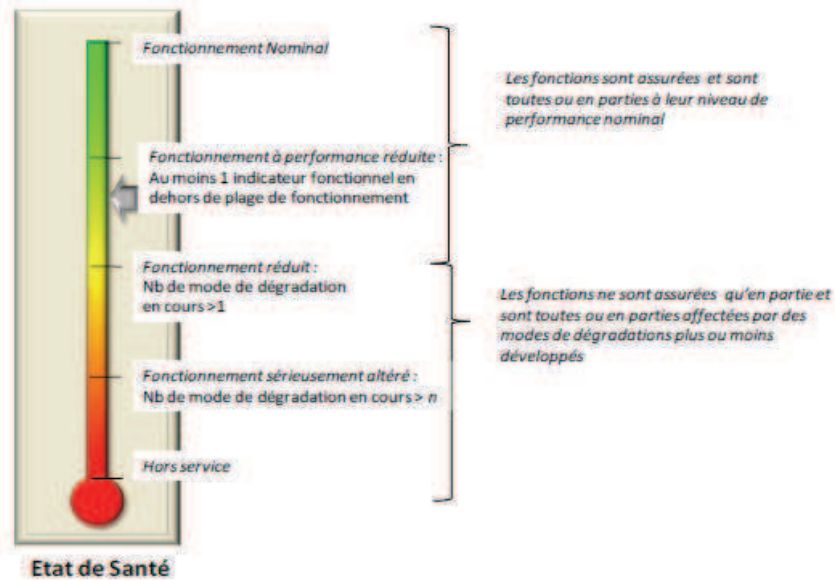 Fonctionnement Nominal
Les fonctions sont assurées et sont
toutes ou en parties à leur niveau de
performance nominal
Fonctionnement à performance réduite :
Au moins 1 indicateur fonctionnel en
dehors de plage de fonctionnement
Fonctionnement réduit :
Nb de mode de dégradation
en cours >1
Les fonctions ne sont assurées qu'en partie et
sont toutes ou en parties affectées par des
modes de dégradations plus ou moins
développés
Fonctionnement sérieusement altéré :
Nb de mode de dégradation en cours > n
Hors service
Etat de Santé